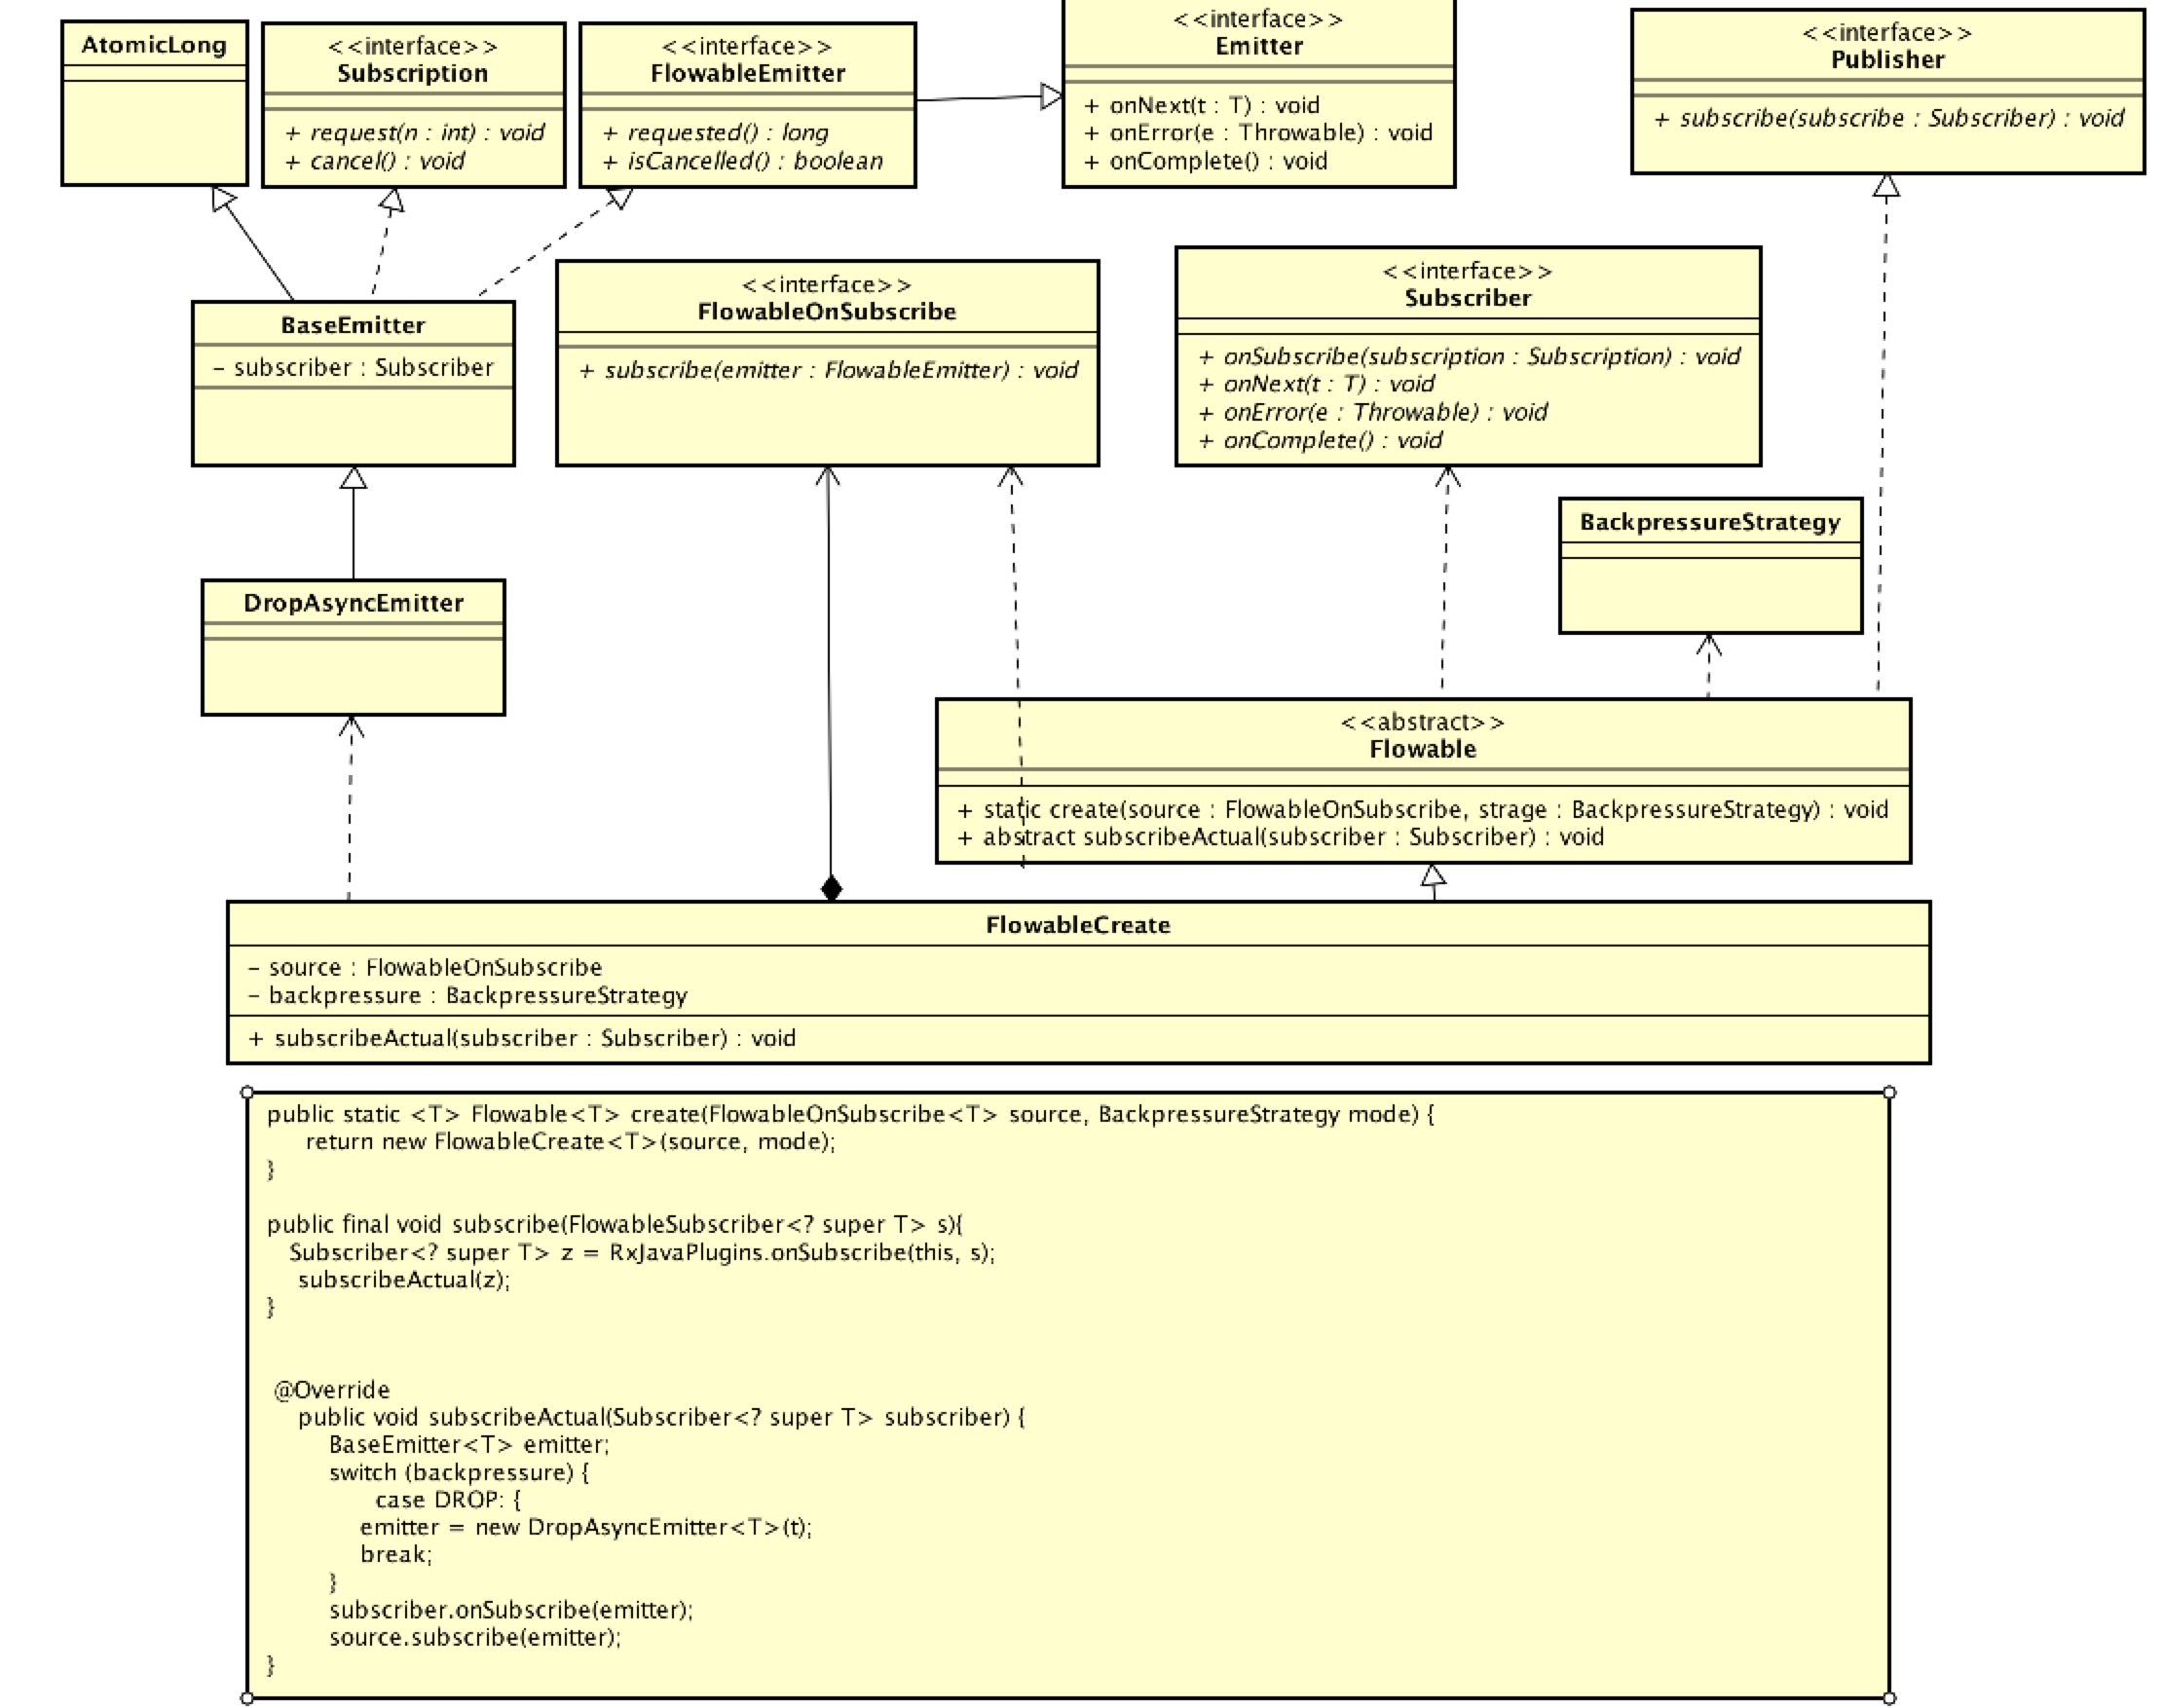 AtomicLong
<<interface>>
Subscription
+ request(n : int) : void
+ cancel() : void
<<interface>>
FlowableEmitter
+ requested() : long
+ isCancelled() : boolean
<<interface>>
Emitter
+ onNext(t : T) : void
+ onError(e : Throwable) : void
+ onComplete() : void
<<interface>>
Publisher
+ subscribe(subscribe : Subscriber) : void
BaseEmitter
- subscriber : Subscriber
<<interface>>
FlowableOnSubscribe
+ subscribe(emitter : FlowableEmitter) : void
<<interface>>
Subscriber
+ onSubscribe(subscription : Subscription) : void
+ onNext(t : T) : void
+ onError(e : Throwable) : void
+ onComplete() : void
BackpressureStrategy
DropAsyncEmitter
<<abstract>>
Flowable
+ static create(source : FlowableOnSubscribe, strage : BackpressureStrategy) : void
+ abstract subscribeActual(subscriber : Subscriber) : void
FlowableCreate
- source : FlowableOnSubscribe
- backpressure : BackpressureStrategy
+ subscribeActual(subscriber : Subscriber) : void
public static <T> Flowable<T> create(FlowableOnSubscribe<T> source, BackpressureStrategy mode) {
return new FlowableCreate<T>(source, mode);
}
public final void subscribe(FlowableSubscriber<? super T> s){
Subscriber<? super T> z = RxJavaPlugins.onSubscribe(this, s);
subscribeActual(z);
}
@Override
public void subscribeActual(Subscriber<? super T> subscriber) {
BaseEmitter<T> emitter;
switch (backpressure) {
case DROP: {
emitter = new DropAsyncEmitter<T>(t);
break;
}
subscriber.onSubscribe(emitter);
source.subscribe(emitter);
}